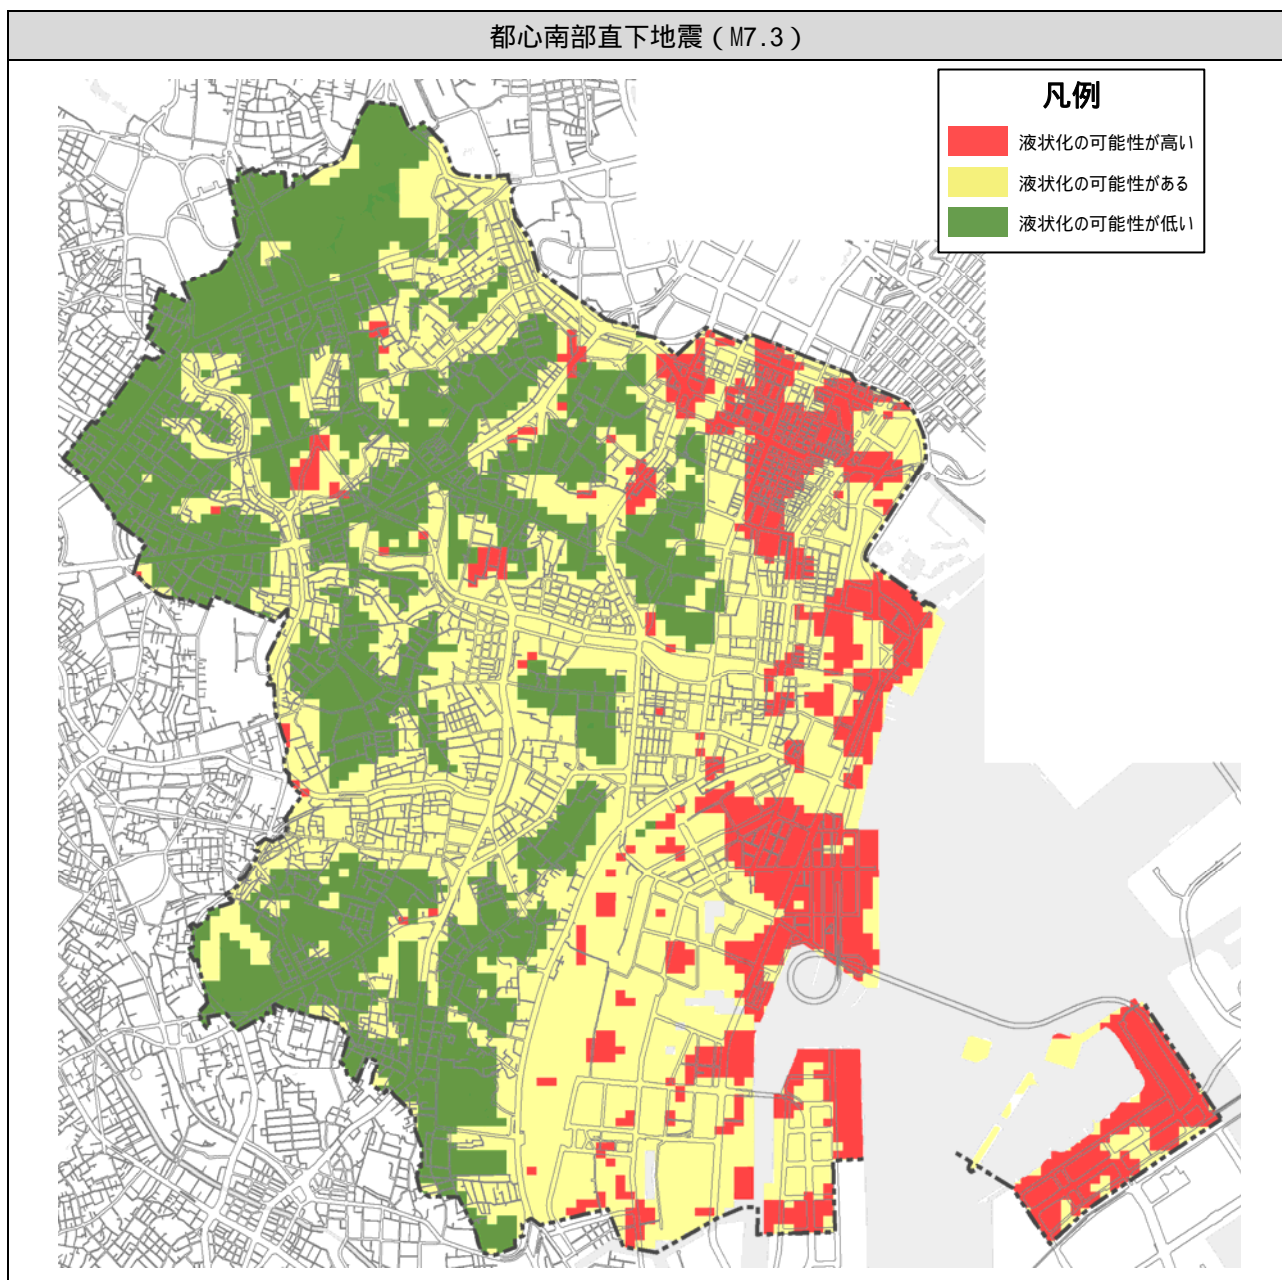 都心南部直下地震（M7.3）
凡例
液状化の可能性が高い
液状化の可能性がある
液状化の可能性が低い